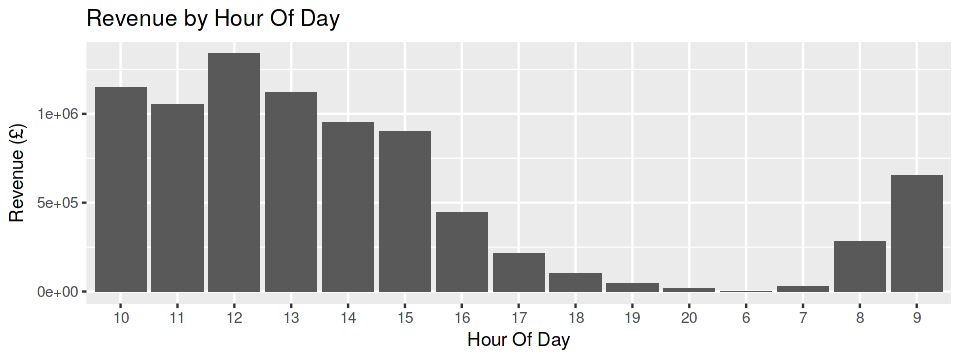 Revenue by Hour Of Day
Revenue (£)
1e+06
5e+05
0e+00
10 11 12 13 14 15 16 17 18 19 20 6 7 8 9
Hour Of Day